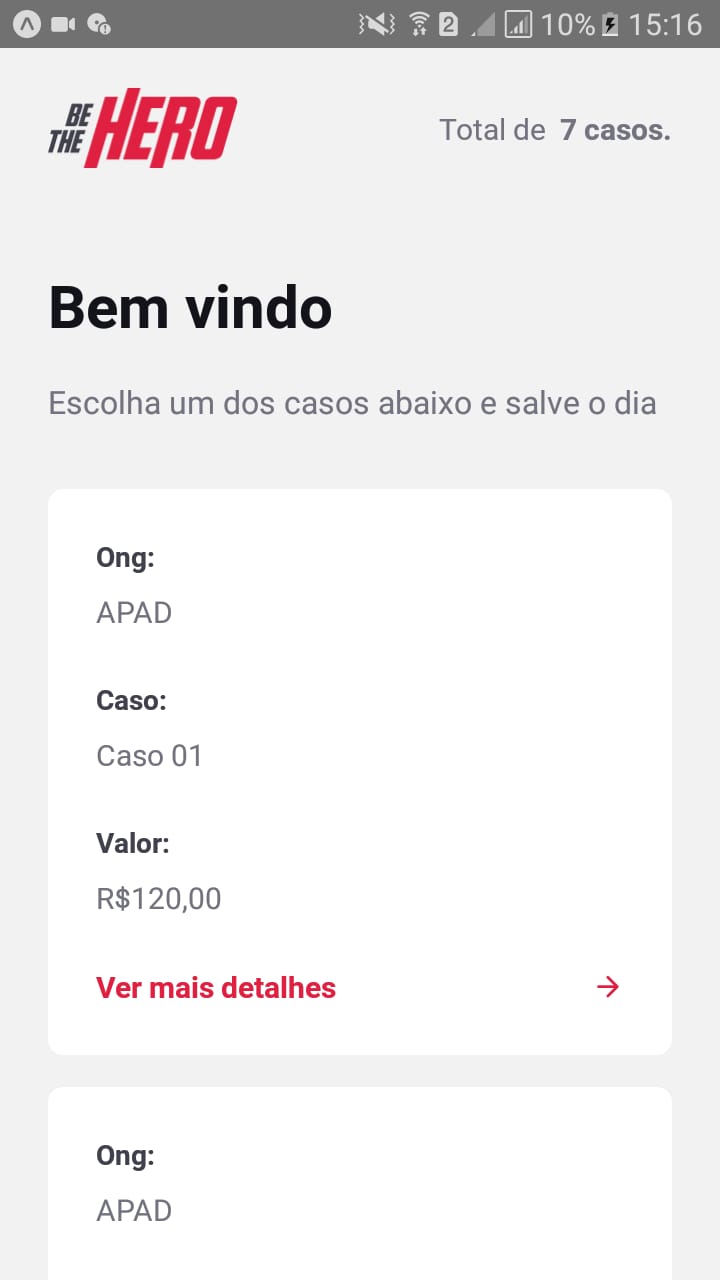 2 10% 15:16
BE
THE HERO
Total de 7 casos.
Bem vindo
Escolha um dos casos abaixo e salve o dia
Ong:
APAD
Caso:
Caso 01
Valor:
R$120,00
Ver mais detalhes
Ong:
APAD